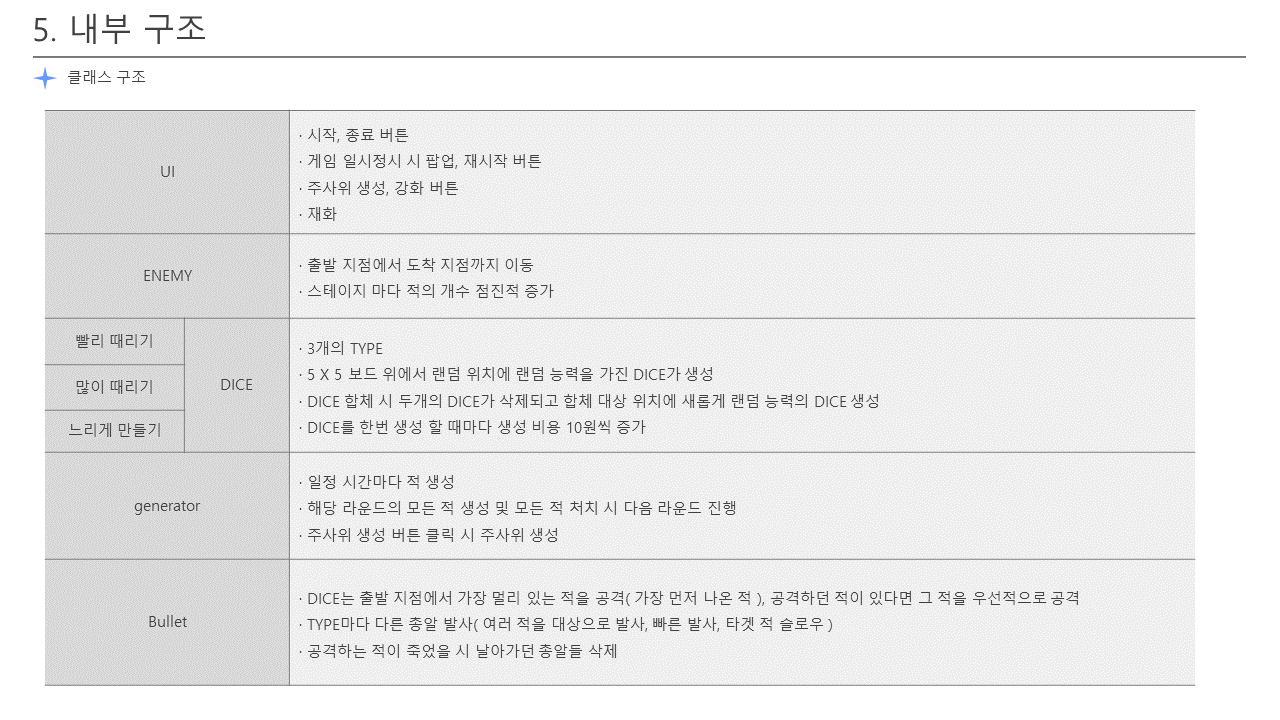 5. 내부 구조
클래스 구조
UI
· 시작, 종료 버튼
· 게임 일시정시 시 팝업, 재시작 버튼
· 주사위 생성, 강화 버튼
· 재화
ENEMY
· 출발 지점에서 도착 지점까지 이동
· 스테이지 마다 적의 개수 점진적 증가
빨리 때리기
많이 때리기
느리게 만들기
DICE
· 3개의 TYPE
· 5 X 5 보드 위에서 랜덤 위치에 랜덤 능력을 가진 DICE가 생성
· DICE 합체 시 두개의 DICE가 삭제되고 합체 대상 위치에 새롭게 랜덤 능력의 DICE 생성
· DICE를 한번 생성 할 때마다 생성 비용 10원씩 증가
generator
· 일정 시간마다 적 생성
· 해당 라운드의 모든 적 생성 및 모든 적 처치 시 다음 라운드 진행
· 주사위 생성 버튼 클릭 시 주사위 생성
Bullet
· DICE는 출발 지점에서 가장 멀리 있는 적을 공격( 가장 먼저 나온 적 ), 공격하던 적이 있다면 그 적을 우선적으로 공격
· TYPE마다 다른 총알 발사( 여러 적을 대상으로 발사, 빠른 발사, 타겟 적 슬로우 )
· 공격하는 적이 죽었을 시 날아가던 총알들 삭제